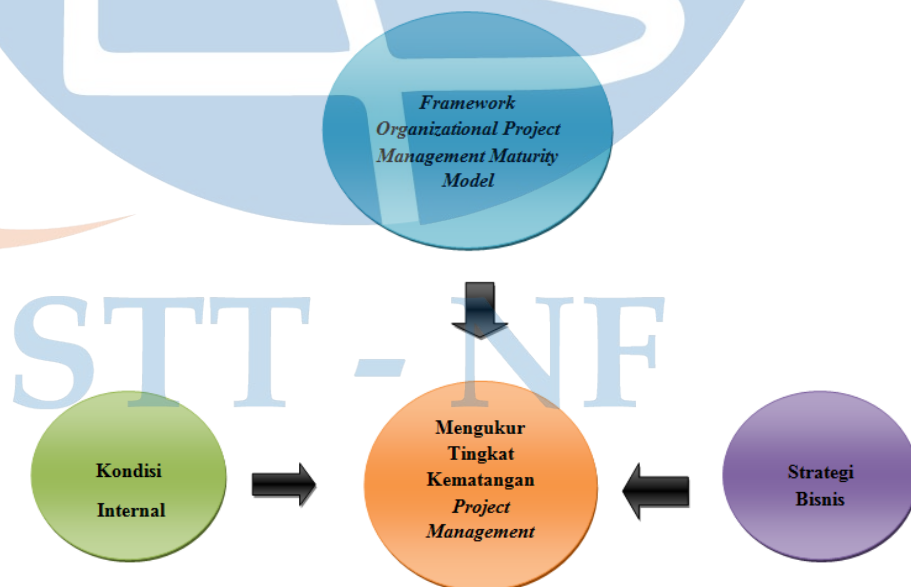 Framework
Organizational Project
Management Maturity
Model
STT - NF
Kondisi
Internal
Mengukur
Tingkat
Kematangan
Project
Management
Strategi
Bisnis